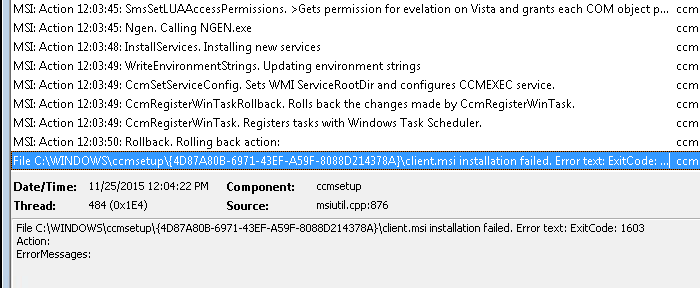 MSI: Action 12:03:45: SmsSetLUAAccessPermissions. >Gets permission for evelation on Vista and grants each COM object p... ccm
MSI: Action 12:03:45: Ngen. Calling NGEN.exe ccm
MSI: Action 12:03:48: InstallServices. Installing new services ccm
MSI: Action 12:03:49: WriteEnvironmentStrings. Updating environment strings ccm
MSI: Action 12:03:49: CcmSetServiceConfig. Sets WMI ServiceRootDir and configures CCMEXEC service. ccm
MSI: Action 12:03:49: CcmRegisterWinTaskRollback. Rolls back the changes made by CcmRegisterWinTask. ccm
MSI: Action 12:03:49: CcmRegisterWinTask. Registers tasks with Windows Task Scheduler. ccm
MSI: Action 12:03:50: Rollback. Rolling back action: ccm
File C:\WINDOWS\ccmsetup\{4D87A80B-6971-43EF-A59F-8088D214378A}\client.msi installation failed. Error text: ExitCode: ... ccm
Date/Time: 11/25/2015 12:04:22 PM Component: ccmsetup
Thread: 484 (0x1E4) Source: msiutil.cpp:876
File C:\WINDOWS\ccmsetup\{4D87A80B-6971-43EF-A59F-8088D214378A}\client.msi installation failed. Error text: ExitCode: 1603
Action:
ErrorMessages: